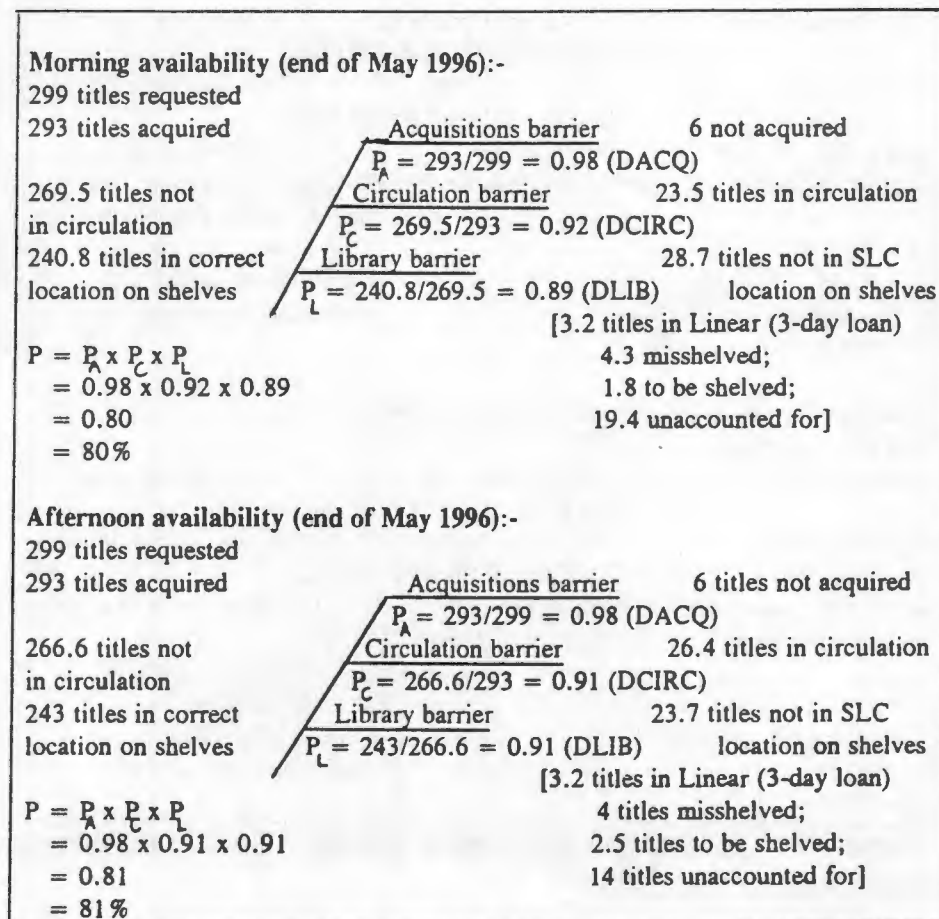 Morning availability (end of May 1996):-
299 titles requested
293 titles acquired Acquisitions barrier 6 not acquired
P_A = 293/299 = 0.98 (DACQ)
269.5 titles not Circulation barrier 23.5 titles in circulation
in circulation P_C = 269.5/293 = 0.92 (DCIRC)
240.8 titles in correct Library barrier 28.7 titles not in SLC
location on shelves P_L = 240.8/269.5 = 0.89 (DLIB) location on shelves
[3.2 titles in Linear (3-day loan)
P = P_A x P_C x P_L 4.3 misshelved;
= 0.98 x 0.92 x 0.89 1.8 to be shelved;
= 0.80 19.4 unaccounted for]
= 80%
Afternoon availability (end of May 1996):-
299 titles requested
293 titles acquired Acquisitions barrier 6 titles not acquired
P_A = 293/299 = 0.98 (DACQ)
266.6 titles not Circulation barrier 26.4 titles in circulation
in circulation P_C = 266.6/293 = 0.91 (DCIRC)
243 titles in correct Library barrier 23.7 titles not in SLC
location on shelves P_L = 243/266.6 = 0.91 (DLIB) location on shelves
[3.2 titles in Linear (3-day loan)
P = P_A x P_C x P_L 4 titles misshelved;
= 0.98 x 0.91 x 0.91 2.5 titles to be shelved;
= 0.81 14 titles unaccounted for]
= 81%